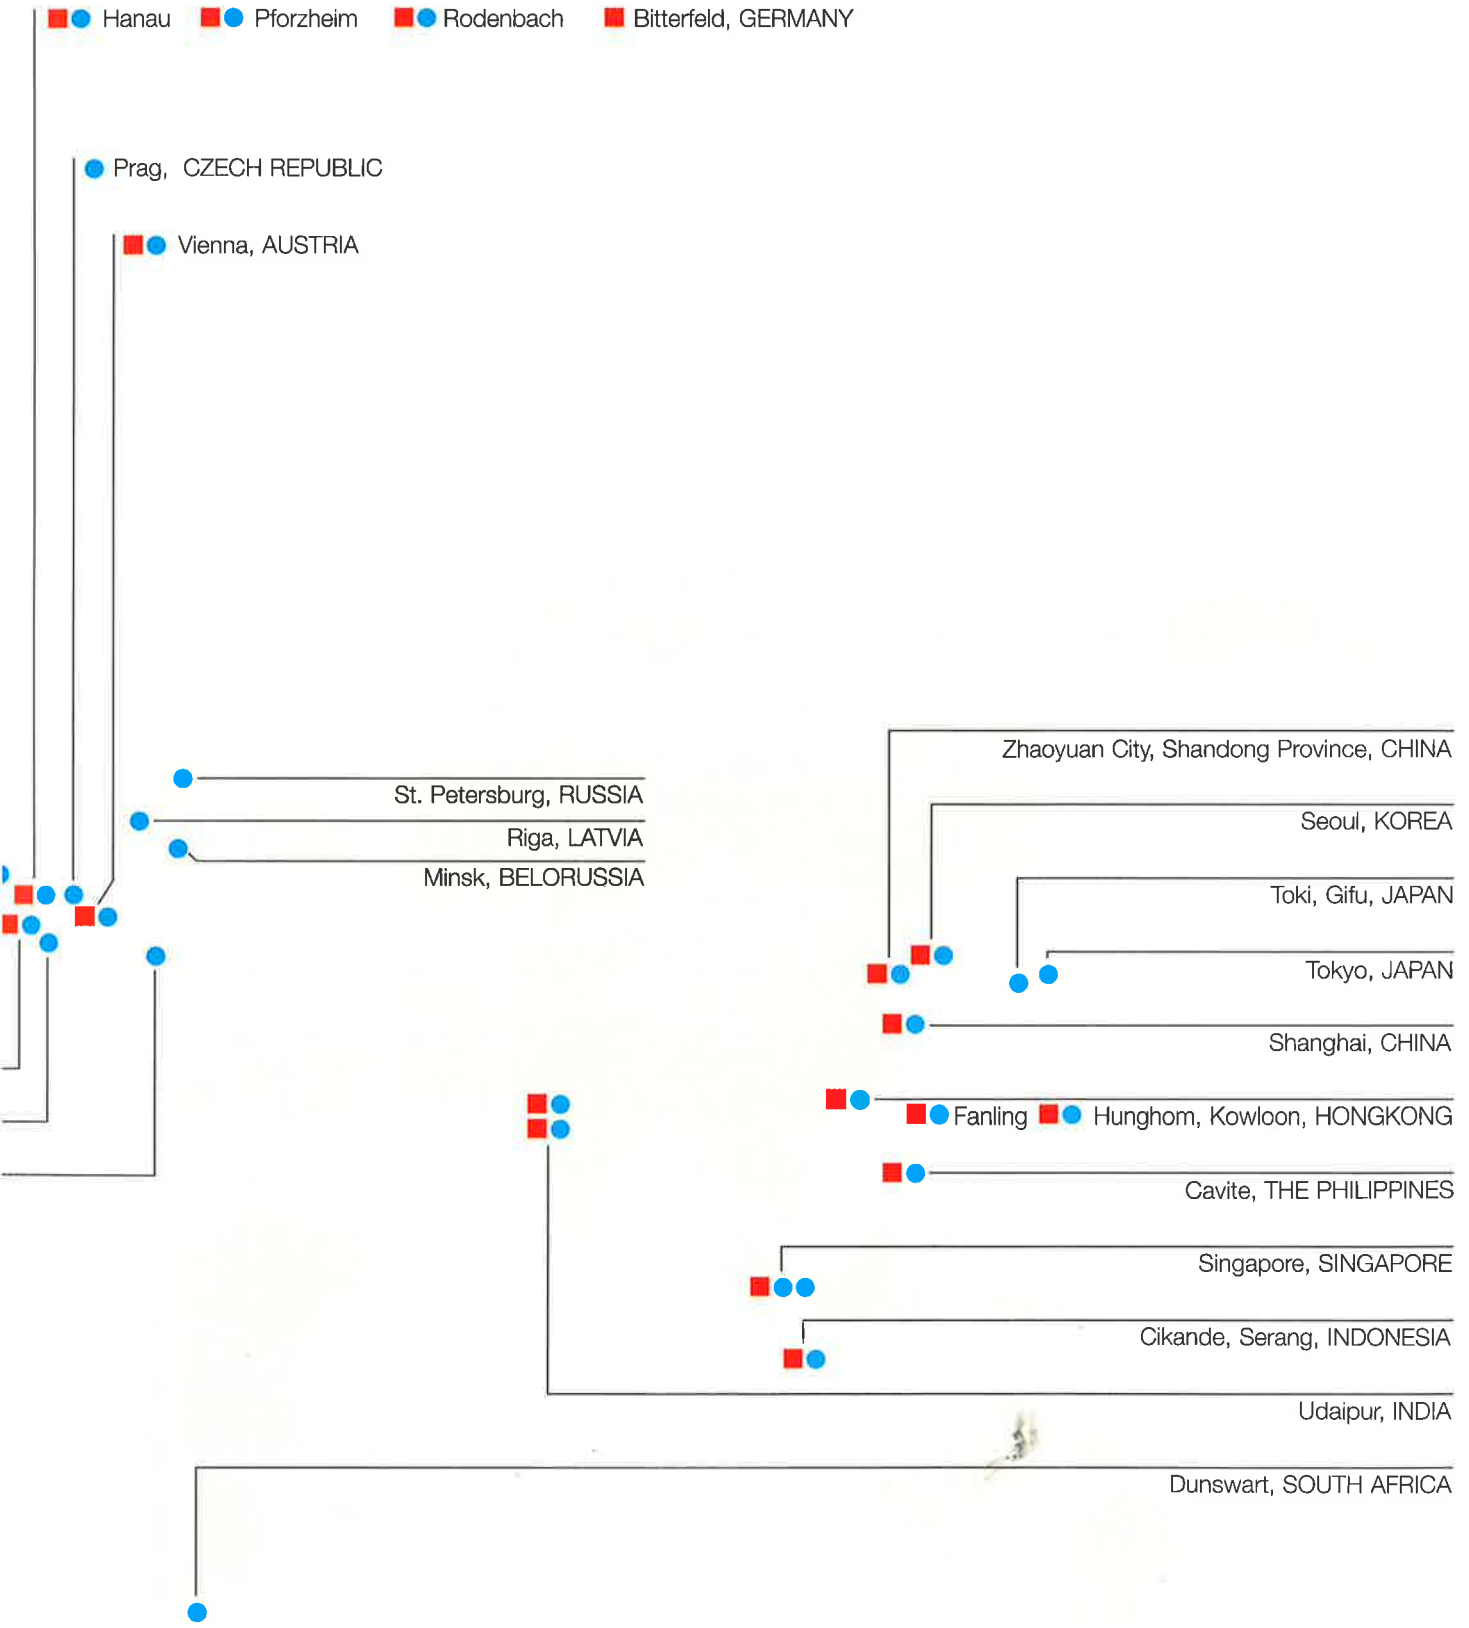 Hanau Pforzheim Rodenbach Bitterfeld, GERMANY
Prag, CZECH REPUBLIC
Vienna, AUSTRIA
Zhaoyuan City, Shandong Province, CHINA
St. Petersburg, RUSSIA
Seoul, KOREA
Riga, LATVIA
Minsk, BELORUSSIA
Toki, Gifu, JAPAN
Tokyo, JAPAN
Shanghai, CHINA
Fanling Hunghom, Kowloon, HONGKONG
Cavite, THE PHILIPPINES
Singapore, SINGAPORE
Cikande, Serang, INDONESIA
Udaipur, INDIA
Dunswart, SOUTH AFRICA